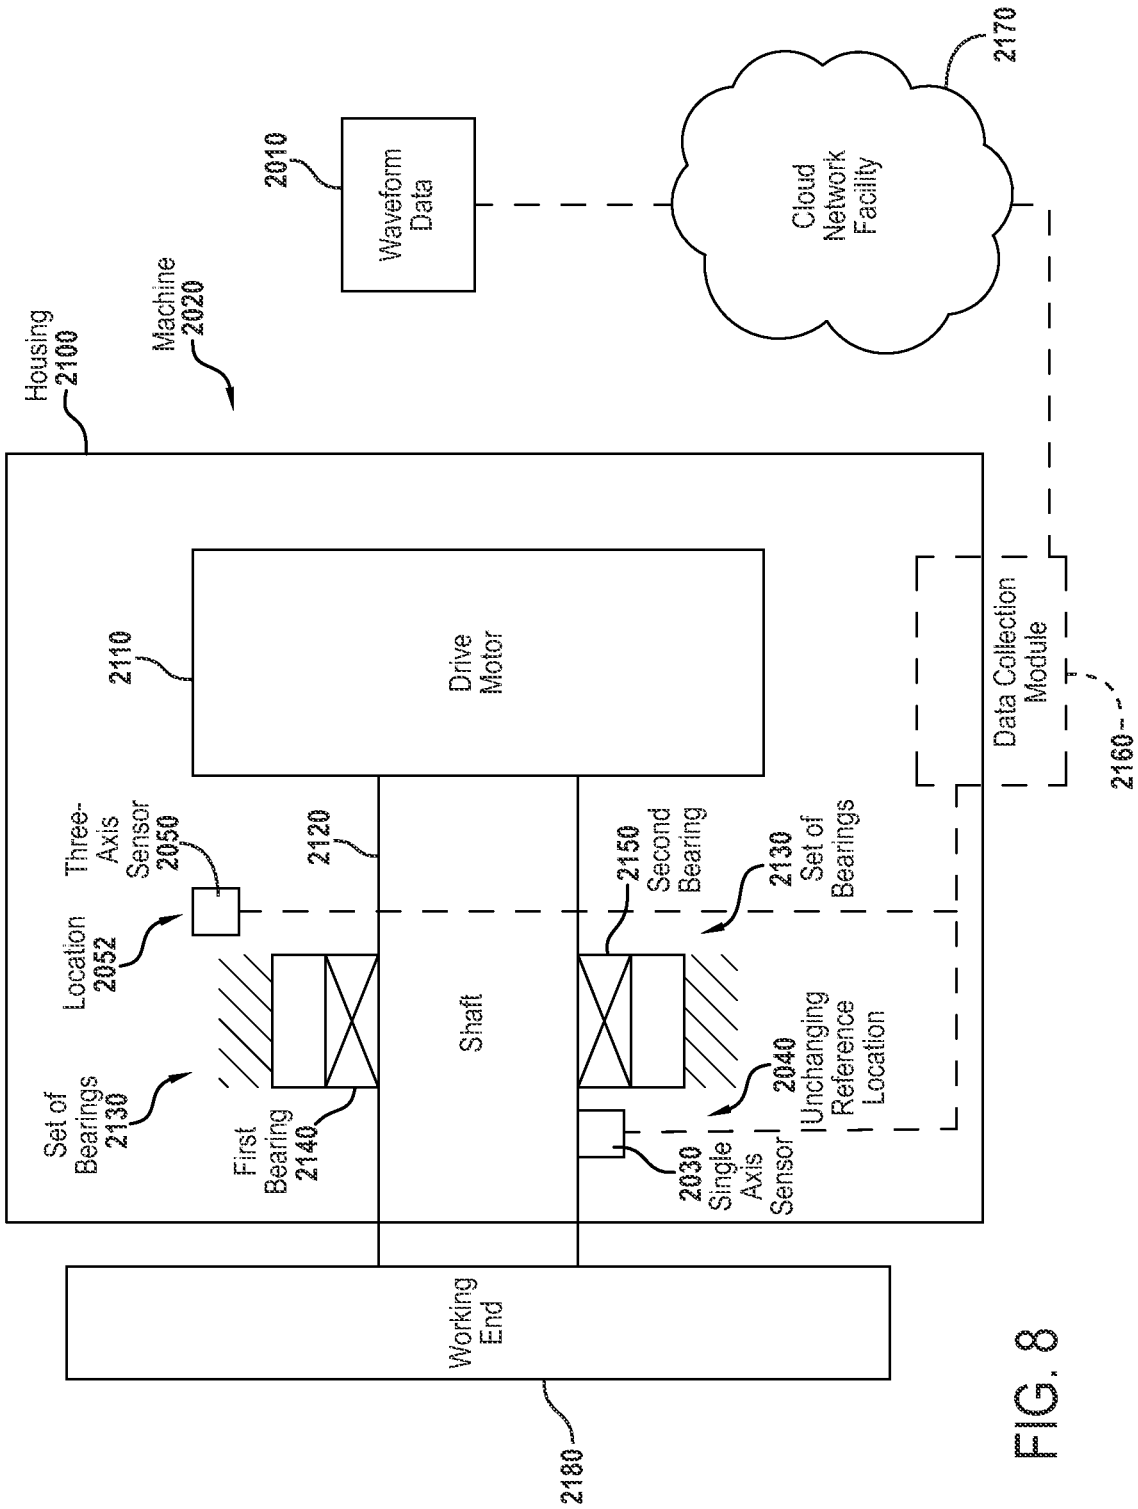 Housing
2100
Machine
2020
2010
Waveform
Data
Cloud
Network
Facility
2170
2110
Drive
Motor
Data Collection
Module
2160
Three-
Axis
Sensor
2050
Location
2052
2120
2150
Second
Bearing
2130
Set of
Bearings
Shaft
Set of
Bearings
2130
First
Bearing
2140
2040
Unchanging
Reference
Location
2030
Single
Axis
Sensor
Working
End
2180
FIG. 8